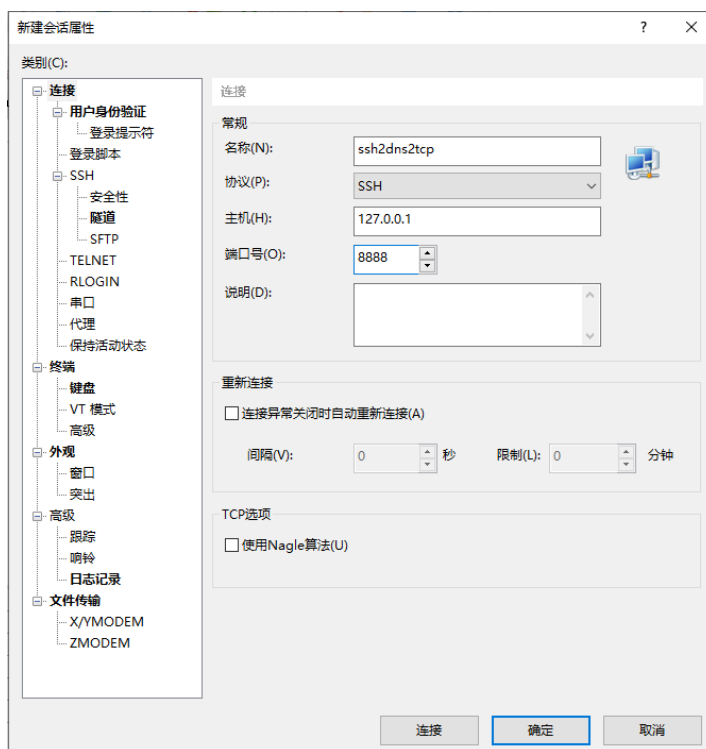 新建会话属性
?
类别(C):
连接
用户身份验证
登录提示符
登录脚本
SSH
安全性
隧道
SFTP
TELNET
RLOGIN
串口
代理
保持活动状态
终端
键盘
VT 模式
高级
外观
窗口
突出
高级
跟踪
响铃
日志记录
文件传输
X/YMODEM
ZMODEM
连接
常规
名称(N): ssh2dns2tcp
协议(P): SSH
主机(H): 127.0.0.1
端口号(O): 8888
说明(D):
重新连接
连接异常关闭时自动重新连接(A)
间隔(V): 0 秒 限制(L): 0 分钟
TCP选项
使用Nagle算法(U)
连接 确定 取消